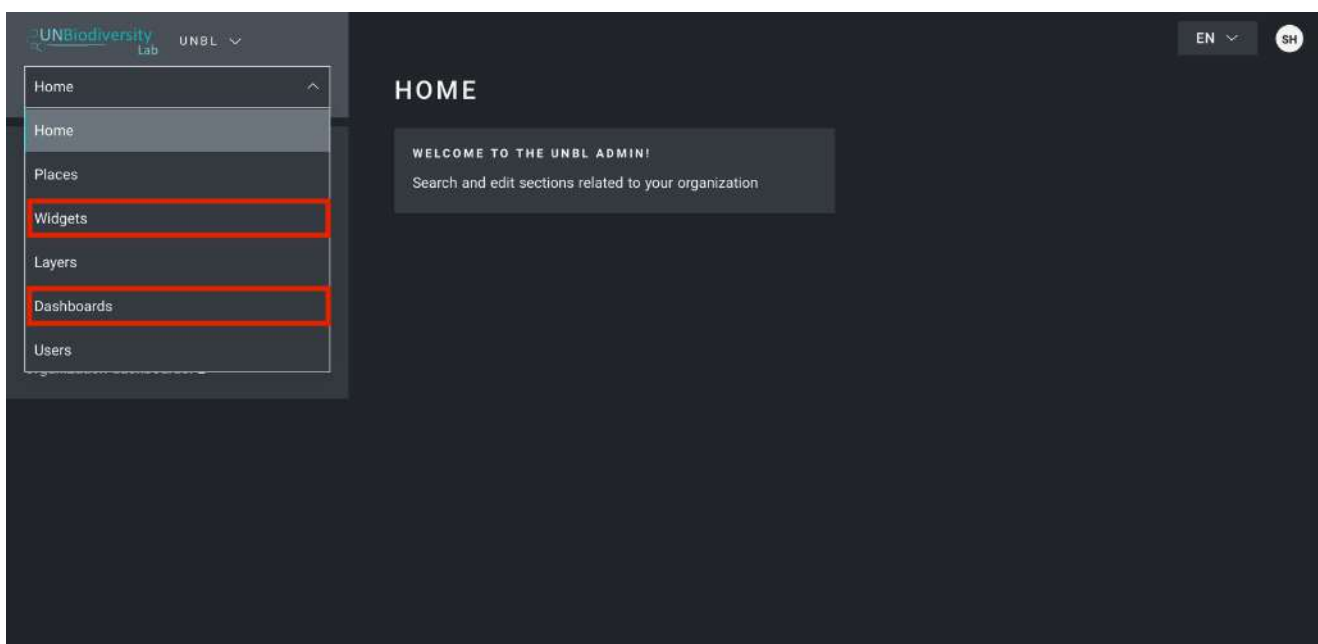 UNBiodiversity
Lab
UNBL
EN
SH
Home
HOME
Home
WELCOME TO THE UNBL ADMIN!
Search and edit sections related to your organization
Places
Widgets
Layers
Dashboards
Users